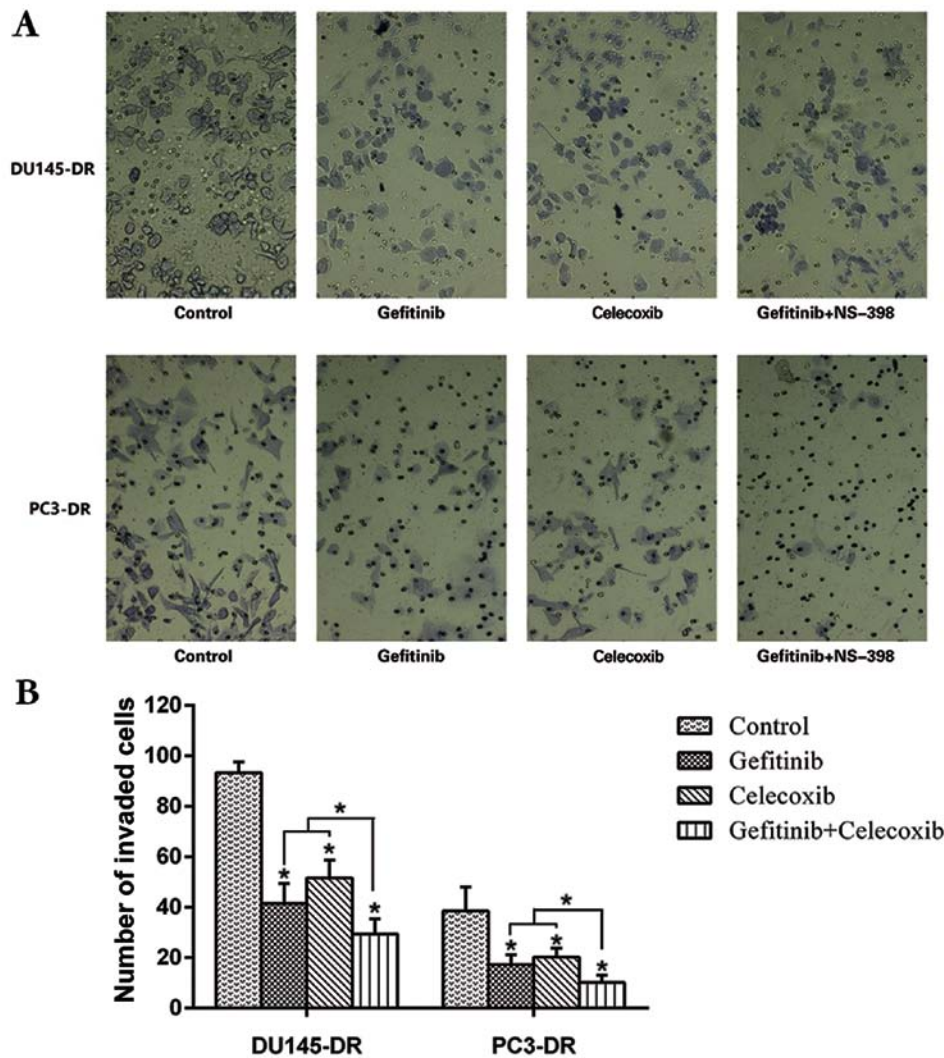 A
DU145-DR
Control
Gefitinib
Celecoxib
Gefitinib+NS-398
PC3-DR
Control
Gefitinib
Celecoxib
Gefitinib+NS-398
B
Number of invaded cells
120
100
80
60
40
20
0
* * * *
* * * *
DU145-DR
PC3-DR
Control
Gefitinib
Celecoxib
Gefitinib+Celecoxib